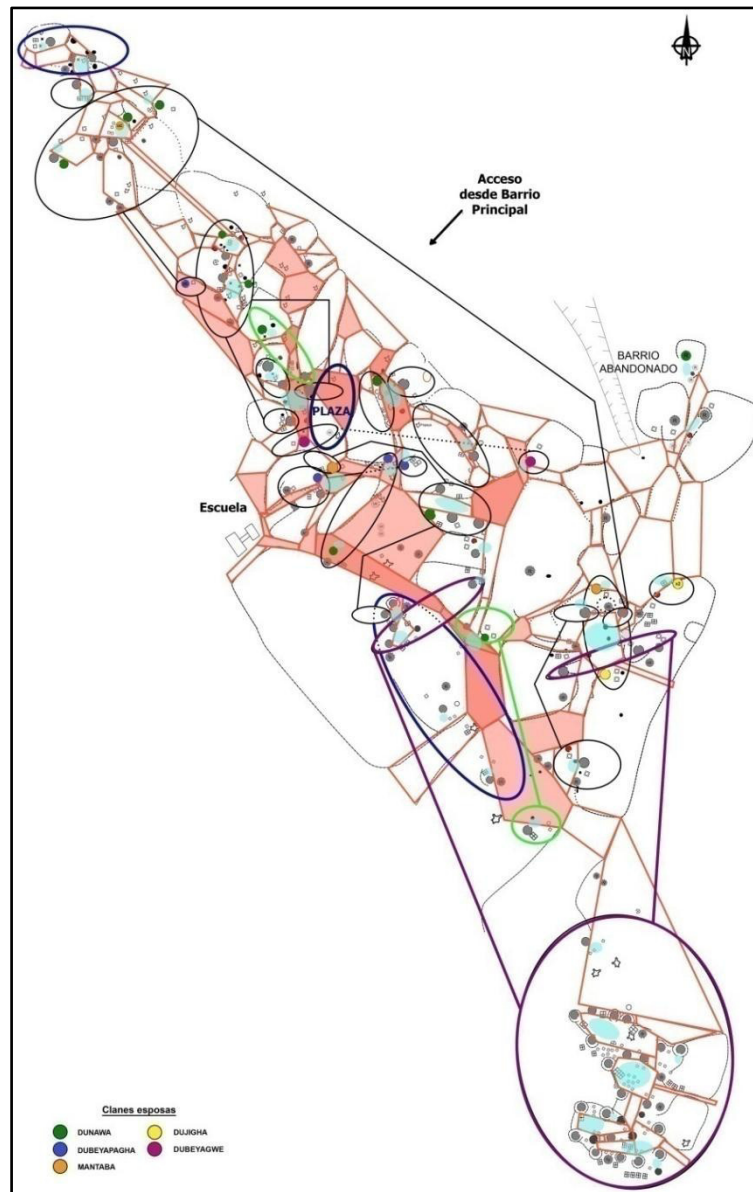 N
Acceso
desde Barrio
Principal
BARRIO
ABANDONADO
PLAZA
Escuela
Clanes esposas
DUNAWA
DUJIGHA
DUBEYAPAGHA
DUBEYAGWE
MANTABA